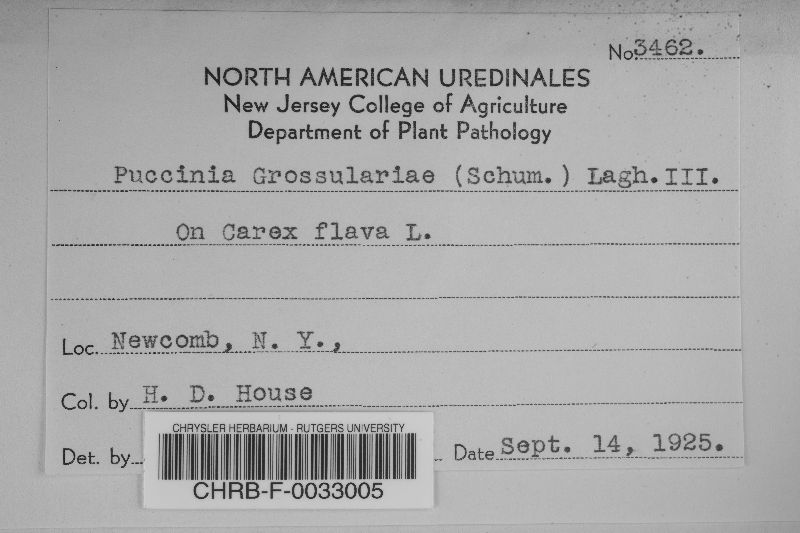 No. 3462.
NORTH AMERICAN UREDINALES
New Jersey College of Agriculture
Department of Plant Pathology
Puccinia Grossulariae (Schum.) Lagh. III.
On Carex flava L.
Loc. Newcomb, N. Y.,
Col. by H. D. House
Det. by
Date Sept. 14, 1925.
CHRYSLER HERBARIUM - RUTGERS UNIVERSITY
CHRB-F-0033005